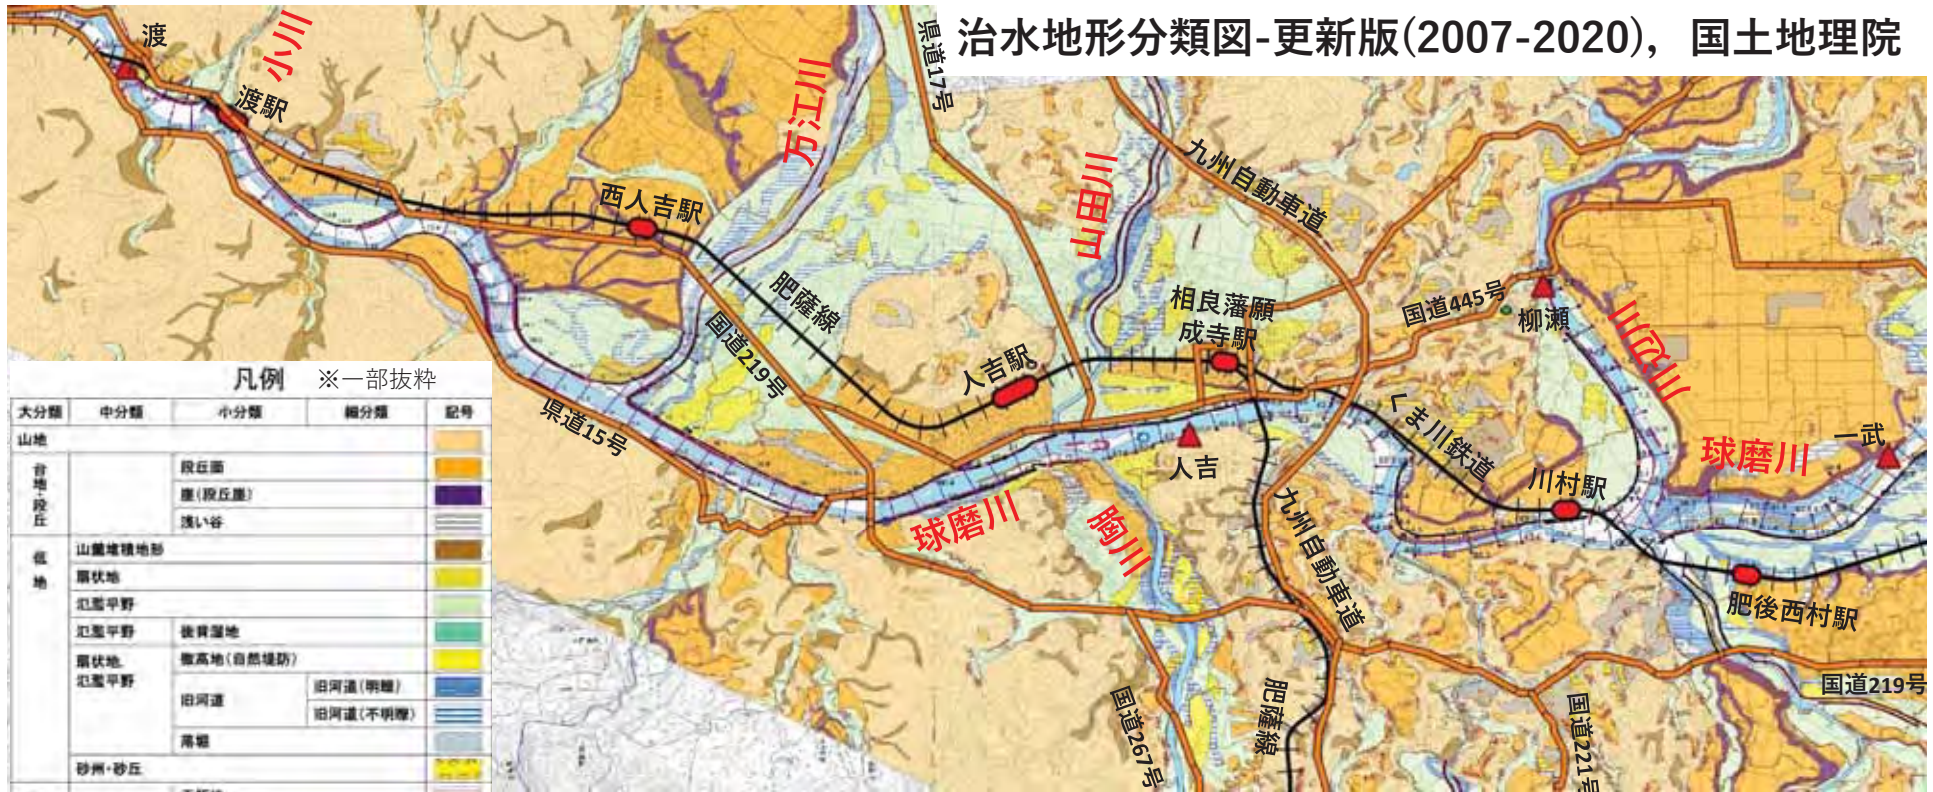 治水地形分類図-更新版(2007-2020)，国土地理院
渡
小川
渡駅
万江川
県道17号
西人吉駅
肥薩線
国道219号
県道15号
山田川
九州自動車道
相良藩願
成寺駅
人吉駅
国道445号
柳瀬
川辺川
球磨川
一武
くま川鉄道
川村駅
人吉
球磨川
胸川
九州自動車道
肥後西村駅
国道219号
国道267号
肥薩線
国道221号
凡例　※一部抜粋
大分類 中分類 小分類 細分類 記号
山地
台地・段丘
段丘面
崖(段丘崖)
浅い谷
低地
山麓堆積地形
扇状地
氾濫平野
氾濫平野 後背湿地
扇状地、
氾濫平野
微高地(自然堤防)
旧河道
旧河道(明瞭)
旧河道(不明瞭)
落堀
砂州・砂丘